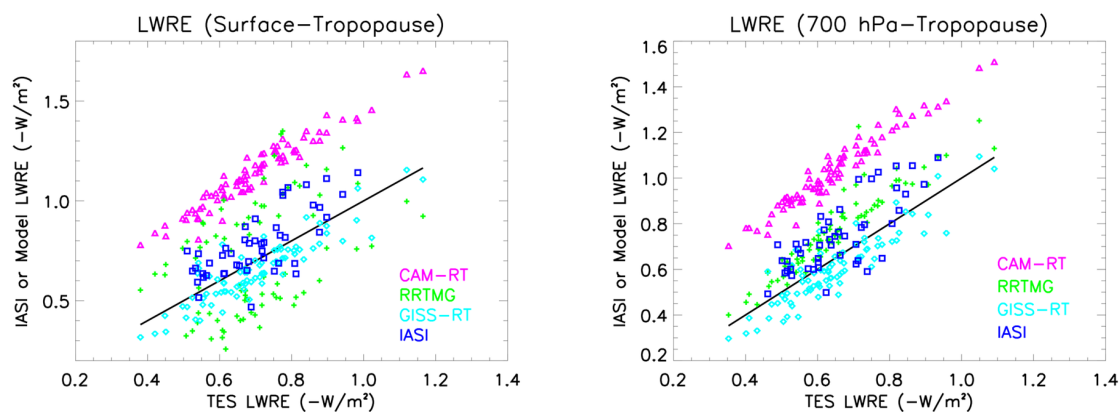 LWRE (Surface-Tropopause)
IASI or Model LWRE (-W/m²)
1.5
1.0
0.5
CAM-RT
RRTMG
GISS-RT
IASI
0.2 0.4 0.6 0.8 1.0 1.2 1.4
TES LWRE (-W/m²)
LWRE (700 hPa-Tropopause)
IASI or Model LWRE (-W/m²)
1.6
1.4
1.2
1.0
0.8
0.6
0.4
0.2
CAM-RT
RRTMG
GISS-RT
IASI
0.2 0.4 0.6 0.8 1.0 1.2 1.4
TES LWRE (-W/m²)